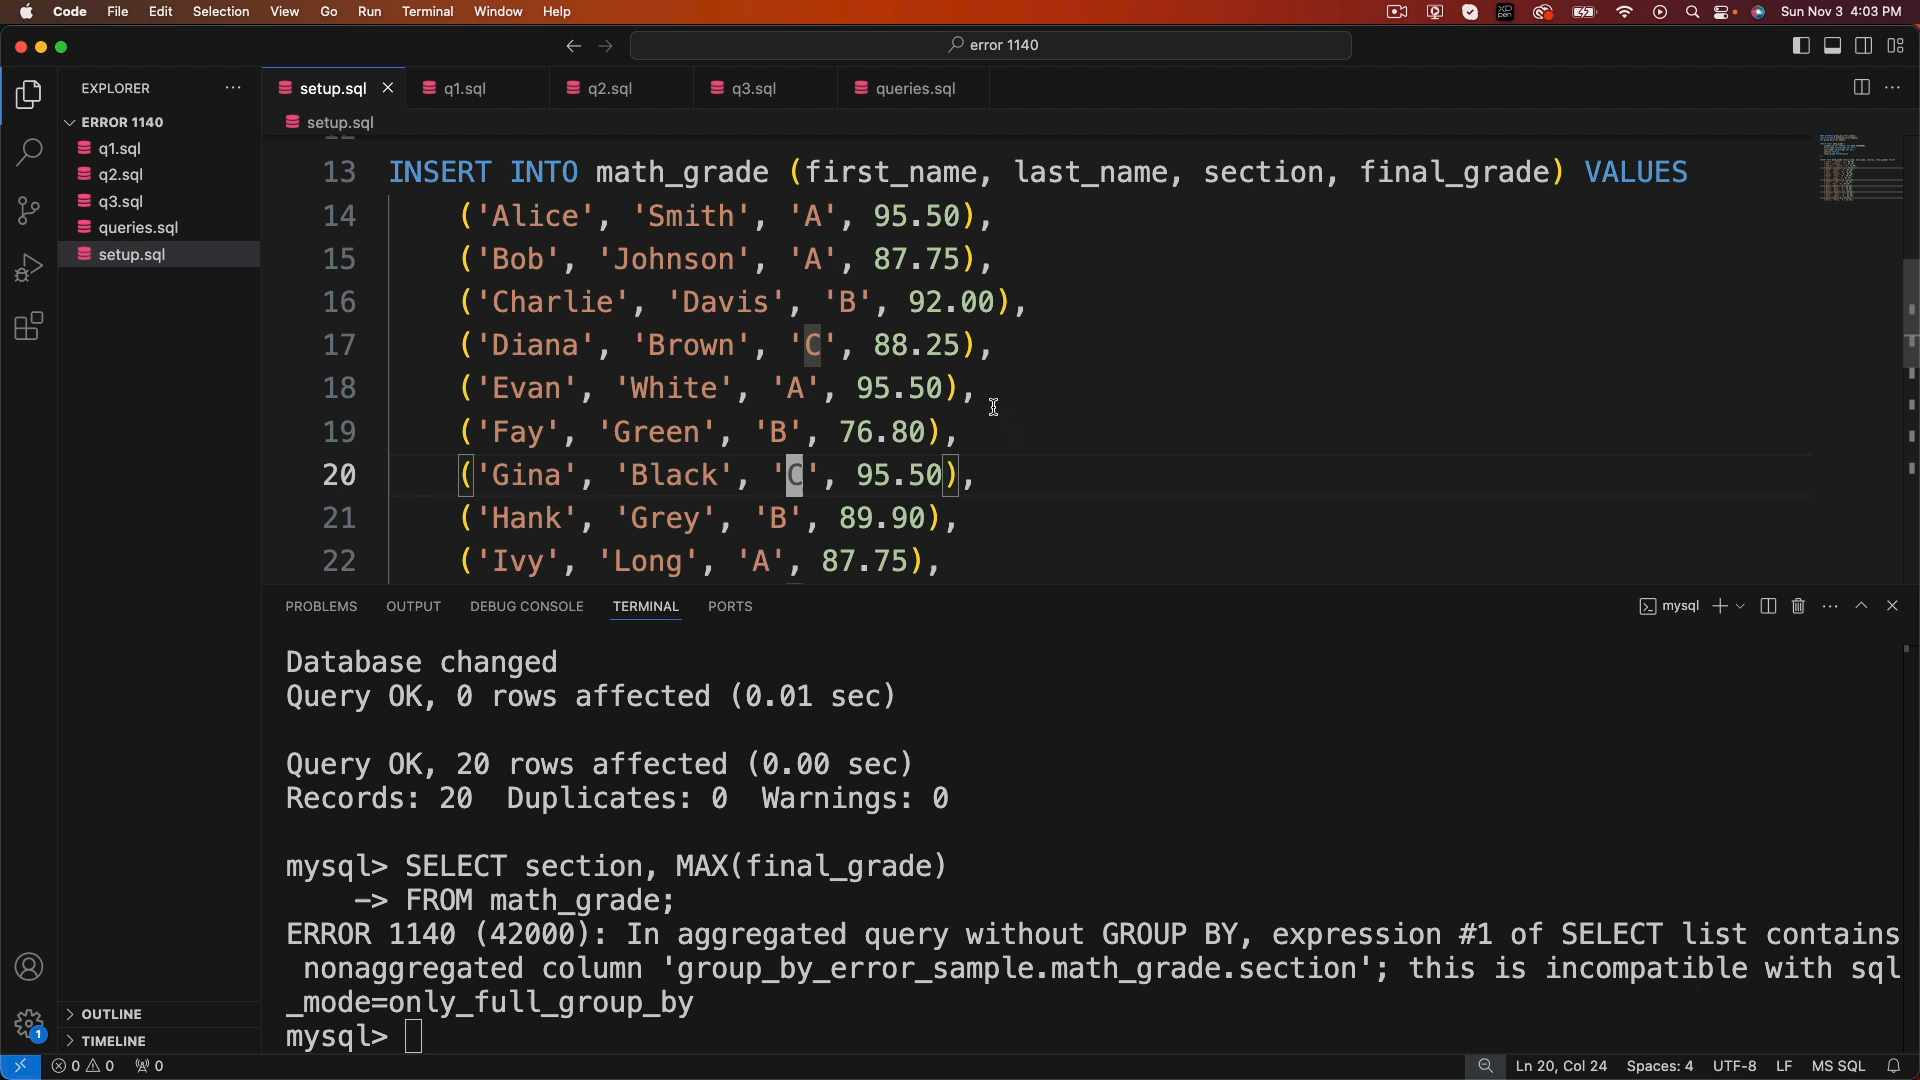 Code File Edit Selection View Go Run Terminal Window Help Sun Nov 3 4:03 PM
error 1140
EXPLORER
ERROR 1140
q1.sql
q2.sql
q3.sql
queries.sql
setup.sql
OUTLINE
TIMELINE
setup.sql q1.sql q2.sql q3.sql queries.sql
setup.sql
13 INSERT INTO math_grade (first_name, last_name, section, final_grade) VALUES
14 ('Alice', 'Smith', 'A', 95.50),
15 ('Bob', 'Johnson', 'A', 87.75),
16 ('Charlie', 'Davis', 'B', 92.00),
17 ('Diana', 'Brown', 'C', 88.25),
18 ('Evan', 'White', 'A', 95.50),
19 ('Fay', 'Green', 'B', 76.80),
20 ('Gina', 'Black', 'C', 95.50),
21 ('Hank', 'Grey', 'B', 89.90),
22 ('Ivy', 'Long', 'A', 87.75),
PROBLEMS OUTPUT DEBUG CONSOLE TERMINAL PORTS mysql
Database changed
Query OK, 0 rows affected (0.01 sec)
Query OK, 20 rows affected (0.00 sec)
Records: 20 Duplicates: 0 Warnings: 0
mysql> SELECT section, MAX(final_grade)
-> FROM math_grade;
ERROR 1140 (42000): In aggregated query without GROUP BY, expression #1 of SELECT list contains
nonaggregated column 'group_by_error_sample.math_grade.section'; this is incompatible with sql
_mode=only_full_group_by
mysql>
1
0 0 0 Ln 20, Col 24 Spaces: 4 UTF-8 LF MS SQL